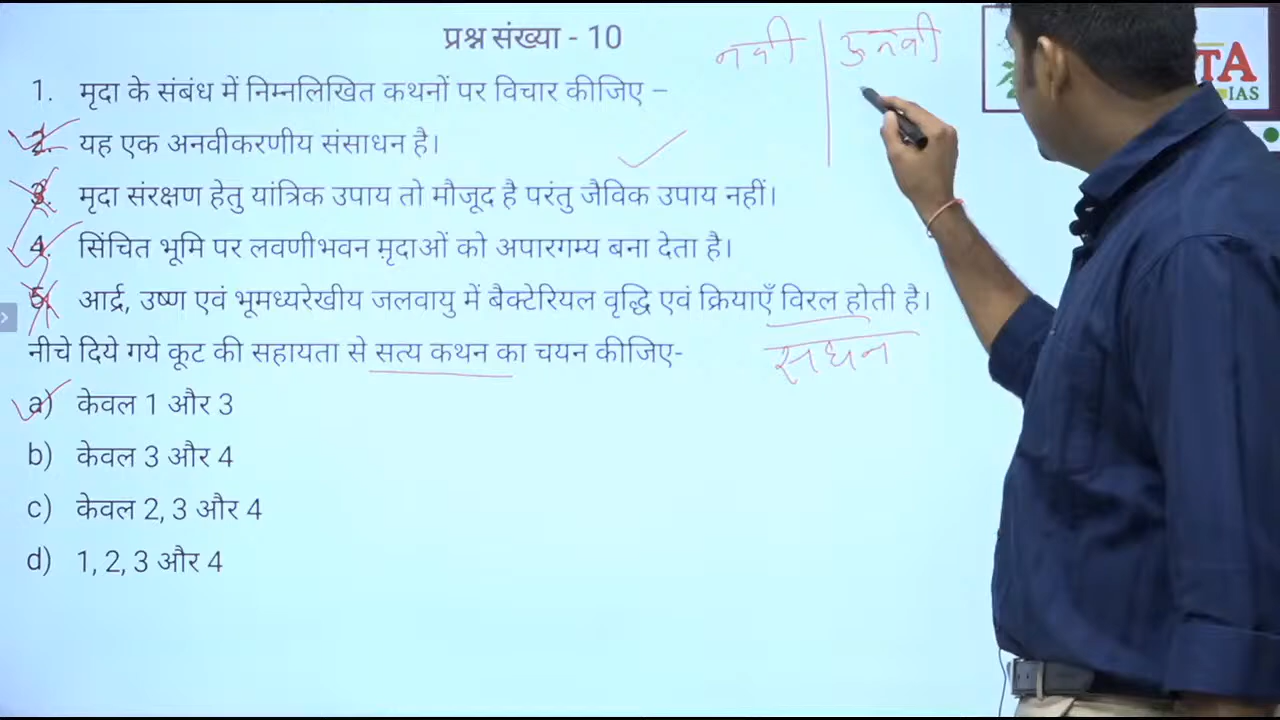 प्रश्न संख्या - 10
नवी अनवी
TA
IAS
1. मृदा के संबंध में निम्नलिखित कथनों पर विचार कीजिए –
2. यह एक अनवीकरणीय संसाधन है।
3. मृदा संरक्षण हेतु यांत्रिक उपाय तो मौजूद है परंतु जैविक उपाय नहीं।
4. सिंचित भूमि पर लवणीभवन मृदाओं को अपारगम्य बना देता है।
5. आर्द्र, उष्ण एवं भूमध्यरेखीय जलवायु में बैक्टेरियल वृद्धि एवं क्रियाएँ विरल होती है।
सघन
नीचे दिये गये कूट की सहायता से सत्य कथन का चयन कीजिए-
a) केवल 1 और 3
b) केवल 3 और 4
c) केवल 2, 3 और 4
d) 1, 2, 3 और 4